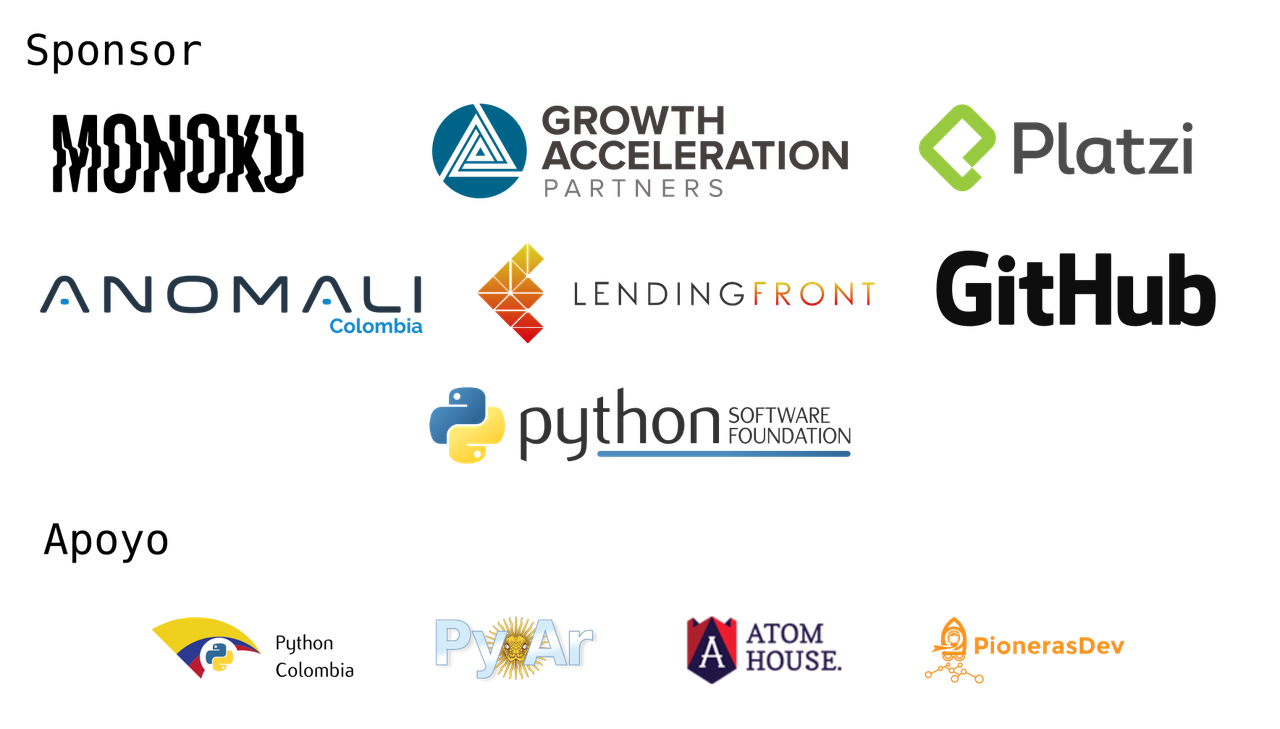 Sponsor
MONOKU
GROWTH
ACCELERATION
PARTNERS
Platzi
ANOMALI
Colombia
LENDINGFRONT
GitHub
python
SOFTWARE
FOUNDATION
Apoyo
Python
Colombia
PyAr
A
ATOM
HOUSE.
PionerasDev